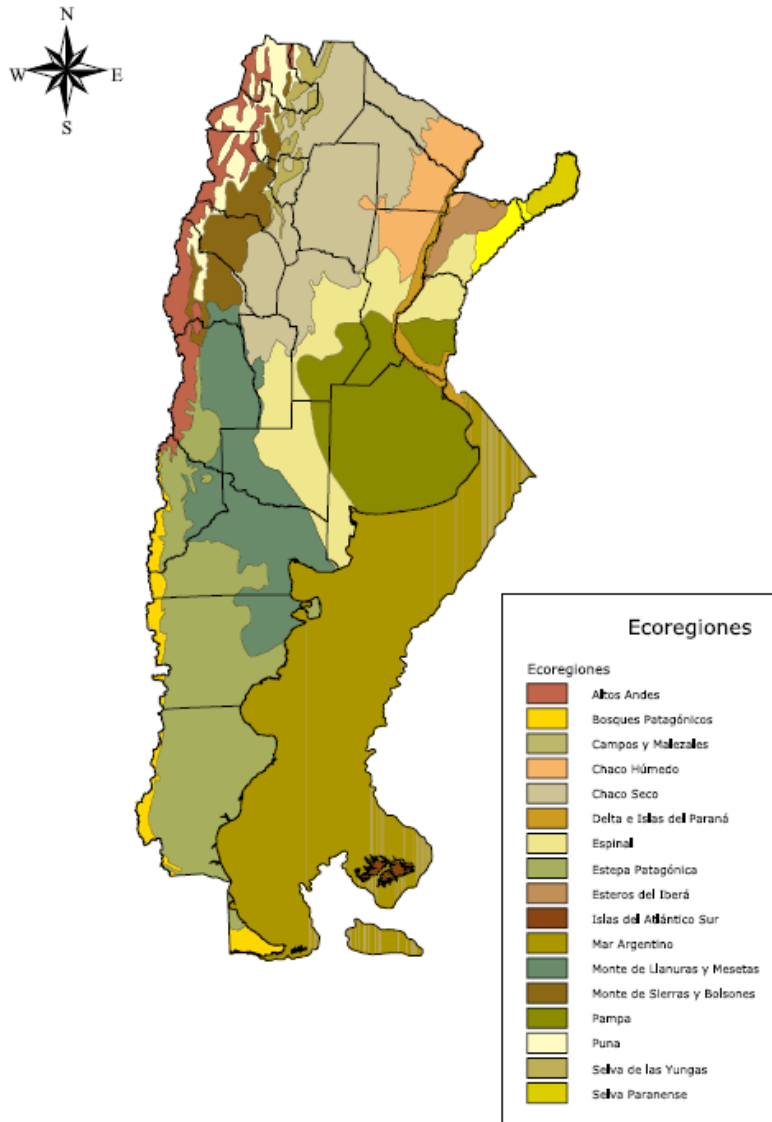 N
W E
S
Ecoregiones
Ecoregiones
Altos Andes
Bosques Patagónicos
Campos y Malezales
Chaco Húmedo
Chaco Seco
Delta e Islas del Paraná
Espinal
Estepa Patagónica
Esteros del Iberá
Islas del Atlántico Sur
Mar Argentino
Monte de Llanuras y Mesetas
Monte de Sierras y Bolsones
Pampa
Puna
Selva de las Yungas
Selva Paranense